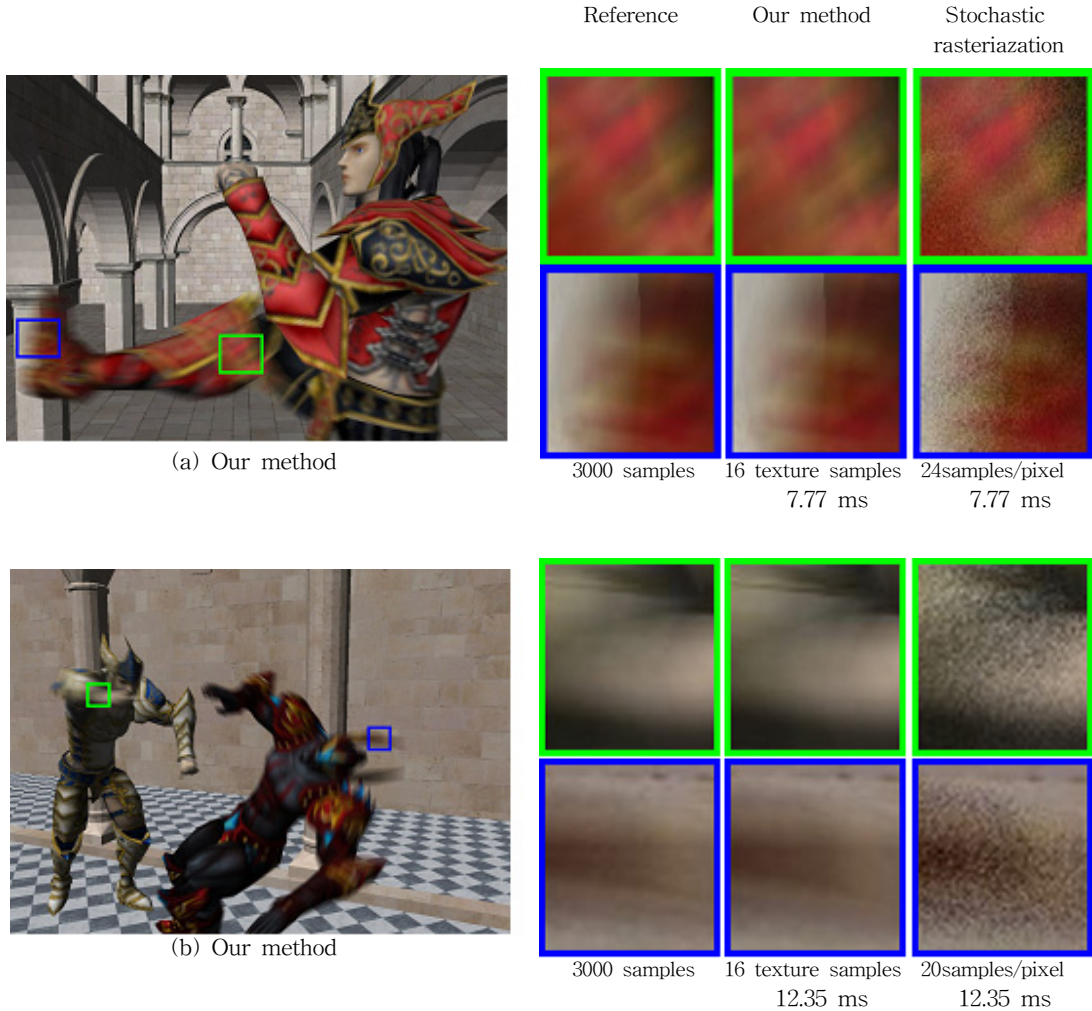 Reference Our method Stochastic
rasteriazation
(a) Our method
3000 samples 16 texture samples 24samples/pixel
7.77 ms 7.77 ms
(b) Our method
3000 samples 16 texture samples 20samples/pixel
12.35 ms 12.35 ms